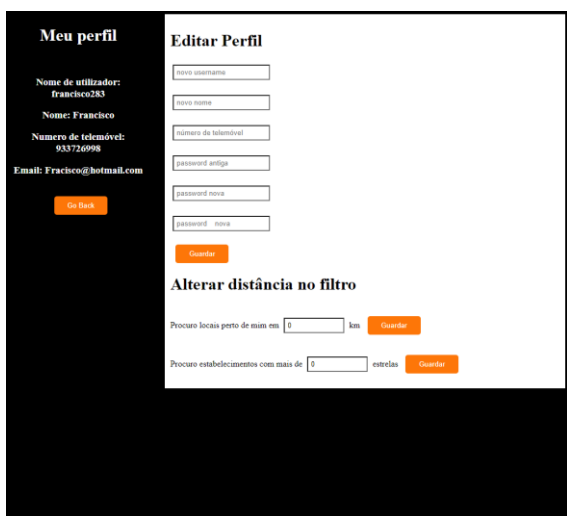 Meu perfil
Nome de utilizador:
francisco283
Nome: Francisco
Numero de telemóvel:
933726998
Email: Fracisco@hotmail.com
Go Back
Editar Perfil
novo username
novo nome
número de telemóvel
password antiga
password nova
password nova
Guardar
Alterar distância no filtro
Procuro locais perto de mim em 0 km Guardar
Procuro estabelecimentos com mais de 0 estrelas Guardar